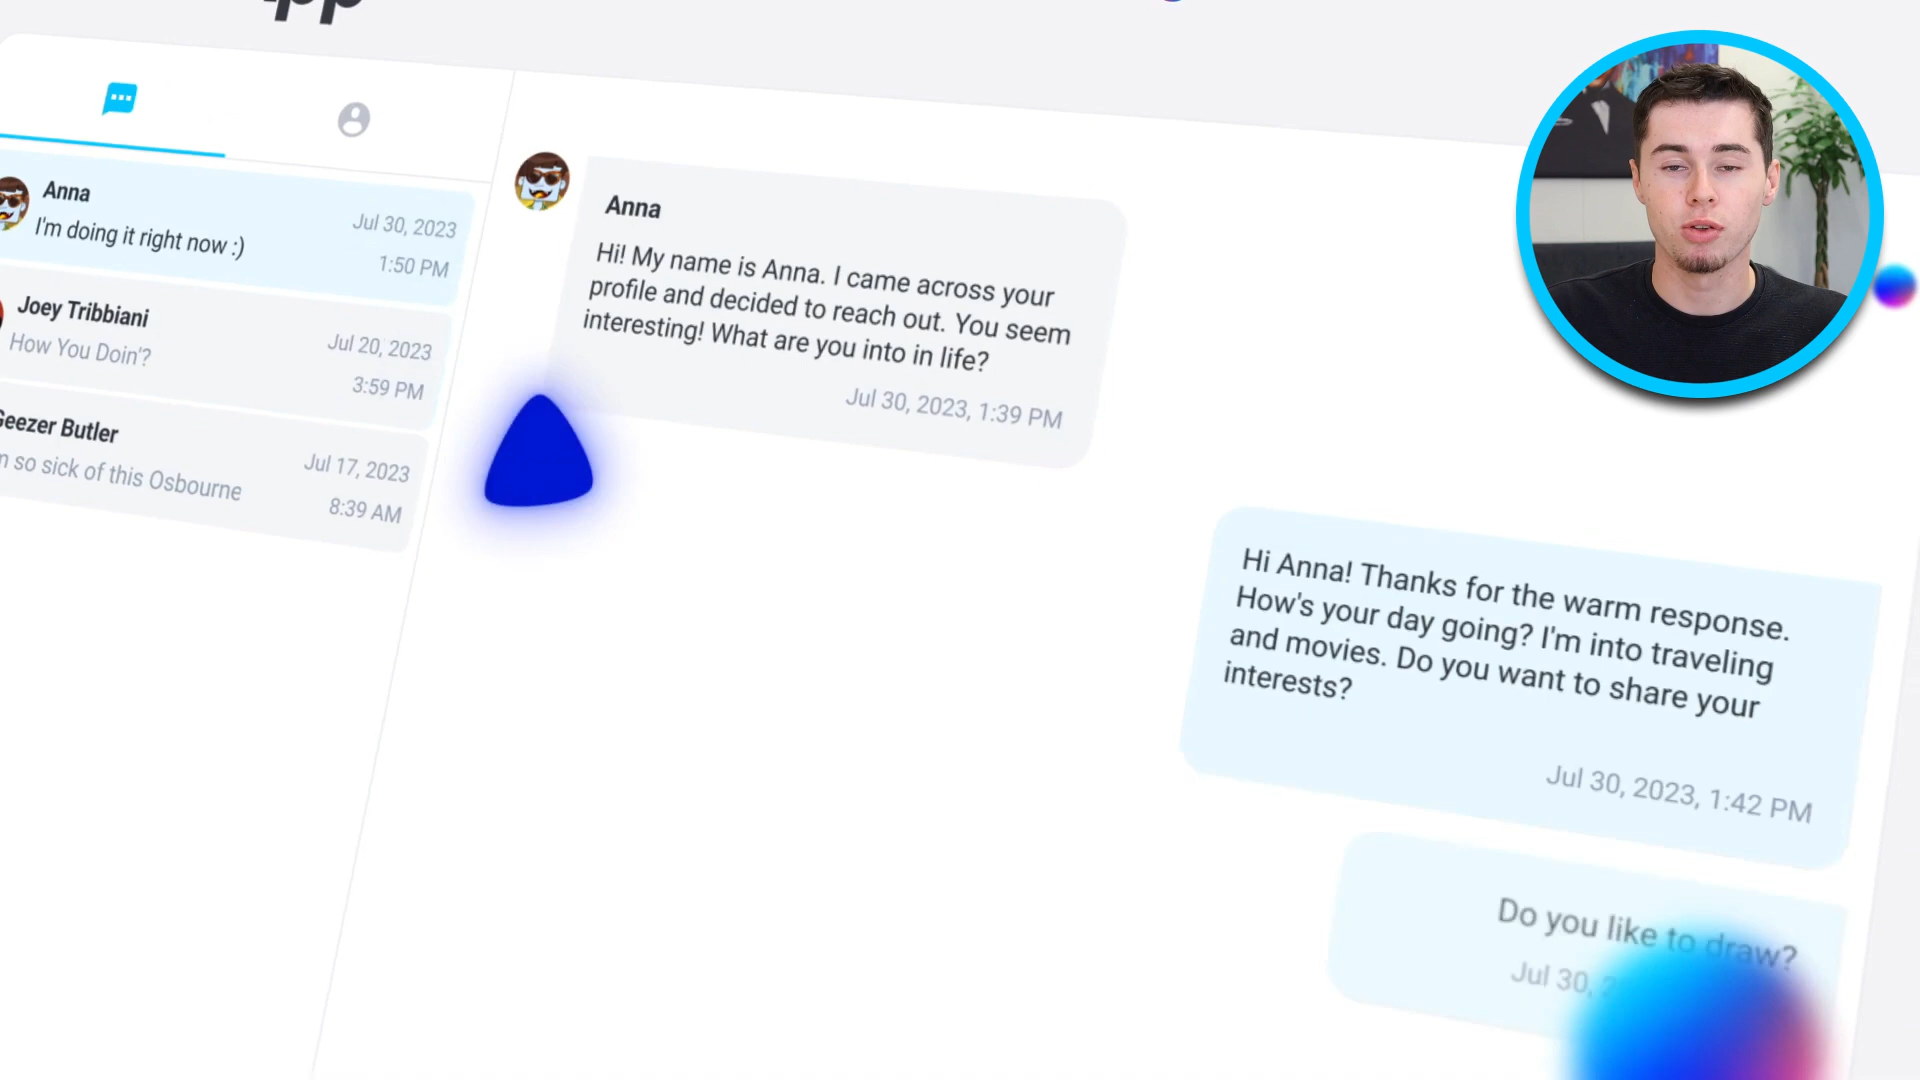 Anna
I'm doing it right now :)
Jul 30, 2023
1:50 PM
Joey Tribbiani
How You Doin'?
Jul 20, 2023
3:59 PM
Geezer Butler
so sick of this Osbourne
Jul 17, 2023
8:39 AM
Anna
Hi! My name is Anna. I came across your
profile and decided to reach out. You seem
interesting! What are you into in life?
Jul 30, 2023, 1:39 PM
Hi Anna! Thanks for the warm response.
How's your day going? I'm into traveling
and movies. Do you want to share your
interests?
Jul 30, 2023, 1:42 PM
Do you like to draw?
Jul 30,